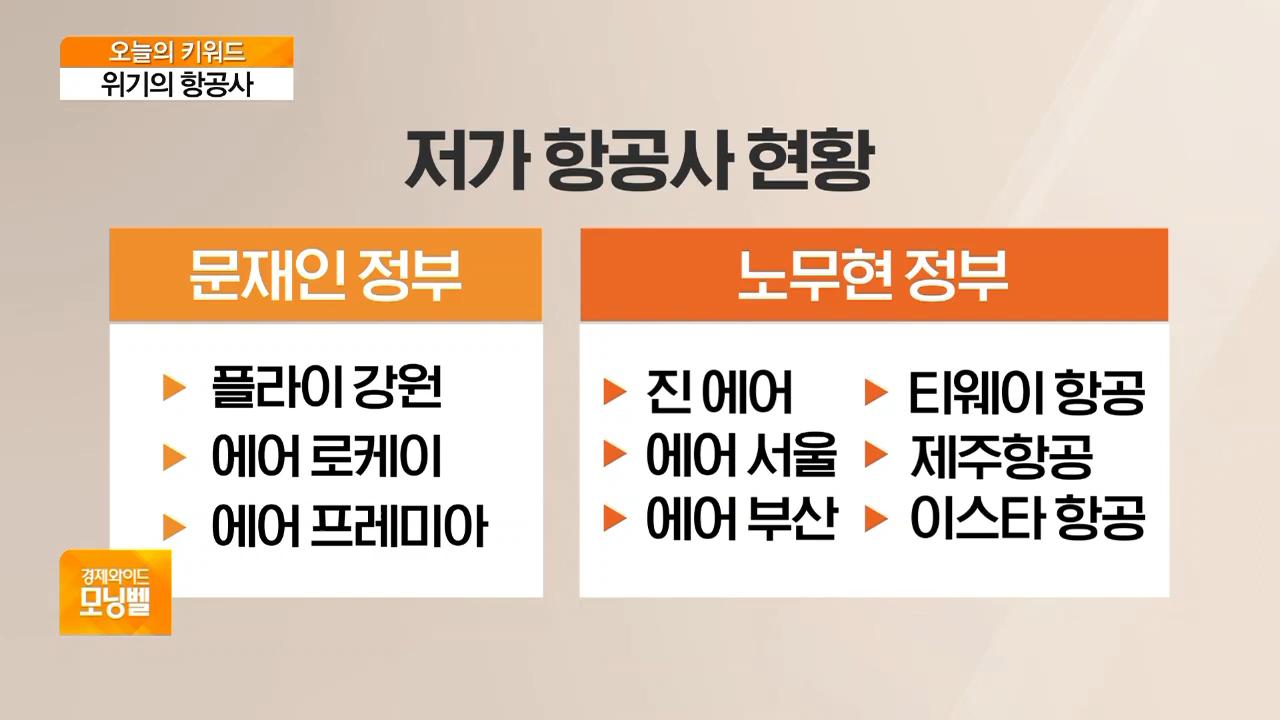 오늘의 키워드
위기의 항공사
저가 항공사 현황
문재인 정부
▶ 플라이 강원
▶ 에어 로케이
▶ 에어 프레미아
노무현 정부
▶ 진 에어 ▶ 티웨이 항공
▶ 에어 서울 ▶ 제주항공
▶ 에어 부산 ▶ 이스타 항공
경제와이드
모닝벨